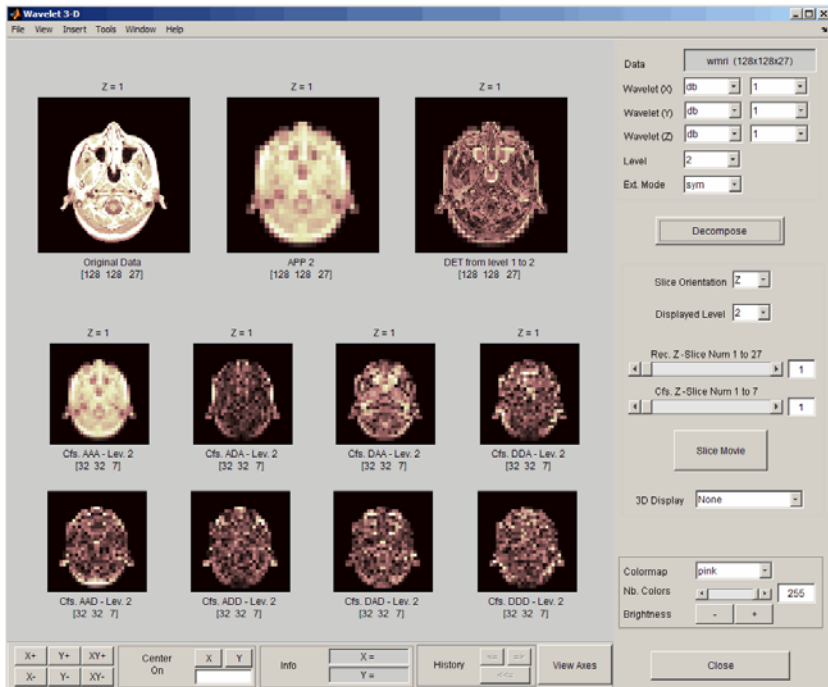 Wavelet 3-D
File View Insert Tools Window Help
Z = 1
Z = 1
Z = 1
Original Data
[128 128 27]
APP 2
[128 128 27]
DET from level 1 to 2
[128 128 27]
Z = 1
Z = 1
Z = 1
Z = 1
Cfs. AAA - Lev. 2
[32 32 7]
Cfs. ADA - Lev. 2
[32 32 7]
Cfs. DAA - Lev. 2
[32 32 7]
Cfs. DDA - Lev. 2
[32 32 7]
Cfs. AAD - Lev. 2
[32 32 7]
Cfs. ADD - Lev. 2
[32 32 7]
Cfs. DAD - Lev. 2
[32 32 7]
Cfs. DDD - Lev. 2
[32 32 7]
Data wmri (128x128x27)
Wavelet (X) db 1
Wavelet (Y) db 1
Wavelet (Z) db 1
Level 2
Ext. Mode sym
Decompose
Slice Orientation Z
Displayed Level 2
Rec. Z-Slice Num 1 to 27
1
Cfs. Z-Slice Num 1 to 7
1
Slice Movie
3D Display None
Colormap pink
Nb. Colors 255
Brightness - +
X+ Y+ XY+
X- Y- XY-
Center On
X Y
Info
X =
Y =
History
<= =>
<<=
View Axes
Close